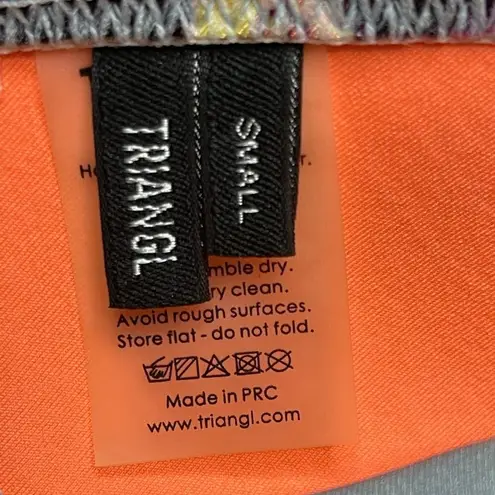 TRIANGL
SMALL
mble dry.
ry clean.
Avoid rough surfaces.
Store flat - do not fold.
Made in PRC
www.triangl.com